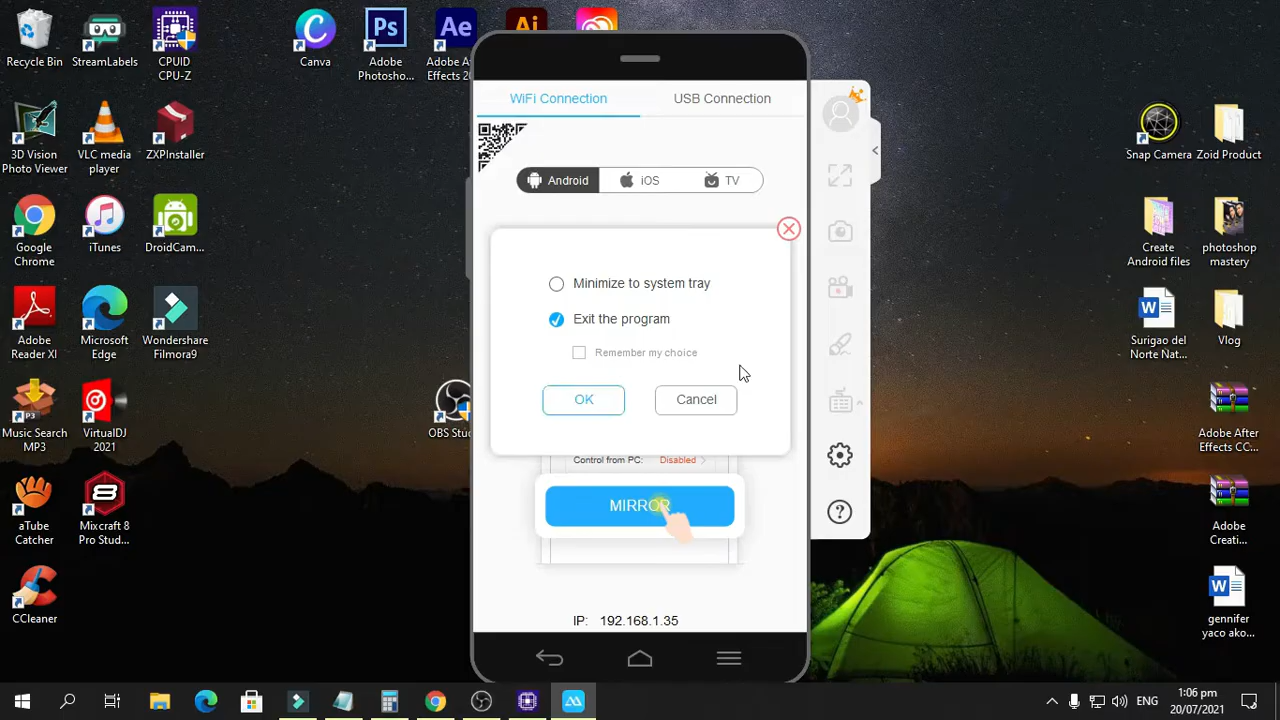 Recycle Bin
StreamLabels
CPUID
CPU-Z
Canva
Ps
Adobe
Photosho...
Ae
Adobe A
Effects 20
Ai
3D Vision
Photo Viewer
VLC media
player
ZXPInstaller
Google
Chrome
iTunes
DroidCam...
Adobe
Reader XI
Microsoft
Edge
Wondershare
Filmora9
P3
Music Search
MP3
VirtualDJ
2021
OBS Stu
aTube
Catcher
Mixcraft 8
Pro Stud...
CCleaner
WiFi Connection
USB Connection
Android
iOS
TV
Minimize to system tray
Exit the program
Remember my choice
OK
Cancel
Control from PC: Disabled
MIRROR
IP: 192.168.1.35
Snap Camera
Zoid Product
Create
Android files
photoshop
mastery
Surigao del
Norte Nat...
Vlog
Adobe After
Effects CC...
Adobe
Creati...
gennifer
yaco ako...
ENG
1:06 pm
20/07/2021